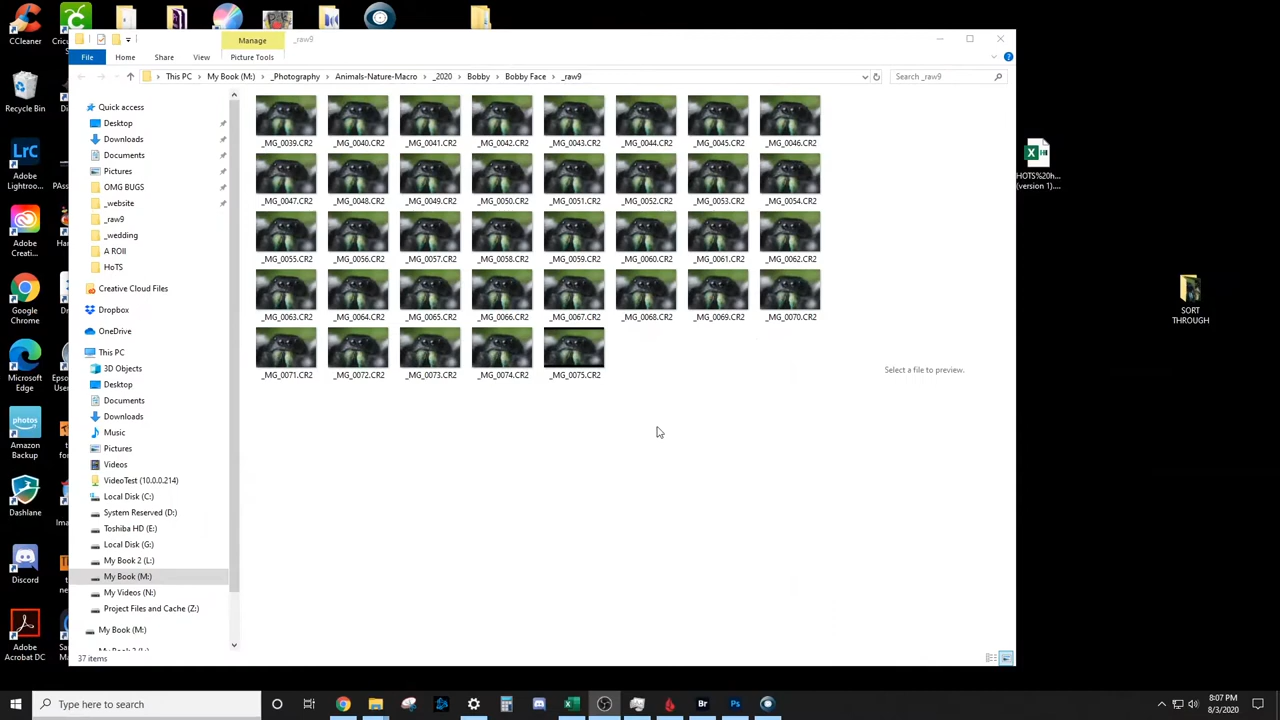 CCleaner
Cricu
Manage
_raw9
File
Home
Share
View
Picture Tools
This PC
My Book (M:)
_Photography
Animals-Nature-Macro
_2020
Bobby
Bobby Face
_raw9
Search _raw9
Recycle Bin
Adobe
Lightroo...
Adobe
Creati...
Google
Chrome
Microsoft
Edge
Amazon
Backup
Dashlane
Discord
Adobe
Acrobat DC
Quick access
Desktop
Downloads
Documents
Pictures
OMG BUGS
_website
_raw9
_wedding
A ROll
HoTS
Creative Cloud Files
Dropbox
OneDrive
This PC
3D Objects
Desktop
Documents
Downloads
Music
Pictures
Videos
VideoTest (10.0.0.214)
Local Disk (C:)
System Reserved (D:)
Toshiba HD (E:)
Local Disk (G:)
My Book 2 (L:)
My Book (M:)
My Videos (N:)
Project Files and Cache (Z:)
My Book (M:)
_MG_0039.CR2 _MG_0040.CR2 _MG_0041.CR2 _MG_0042.CR2 _MG_0043.CR2 _MG_0044.CR2 _MG_0045.CR2 _MG_0046.CR2
_MG_0047.CR2 _MG_0048.CR2 _MG_0049.CR2 _MG_0050.CR2 _MG_0051.CR2 _MG_0052.CR2 _MG_0053.CR2 _MG_0054.CR2
_MG_0055.CR2 _MG_0056.CR2 _MG_0057.CR2 _MG_0058.CR2 _MG_0059.CR2 _MG_0060.CR2 _MG_0061.CR2 _MG_0062.CR2
_MG_0063.CR2 _MG_0064.CR2 _MG_0065.CR2 _MG_0066.CR2 _MG_0067.CR2 _MG_0068.CR2 _MG_0069.CR2 _MG_0070.CR2
_MG_0071.CR2 _MG_0072.CR2 _MG_0073.CR2 _MG_0074.CR2 _MG_0075.CR2
Select a file to preview.
37 items
HOTS%20h...
(version 1)....
SORT
THROUGH
Type here to search
8:07 PM
8/3/2020